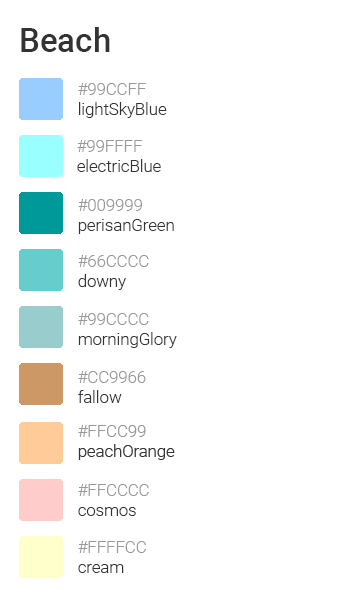 Beach
#99CCFF
lightSkyBlue
#99FFFF
electricBlue
#009999
perisanGreen
#66CCCC
downy
#99CCCC
morningGlory
#CC9966
fallow
#FFCC99
peachOrange
#FFCCCC
cosmos
#FFFFCC
cream